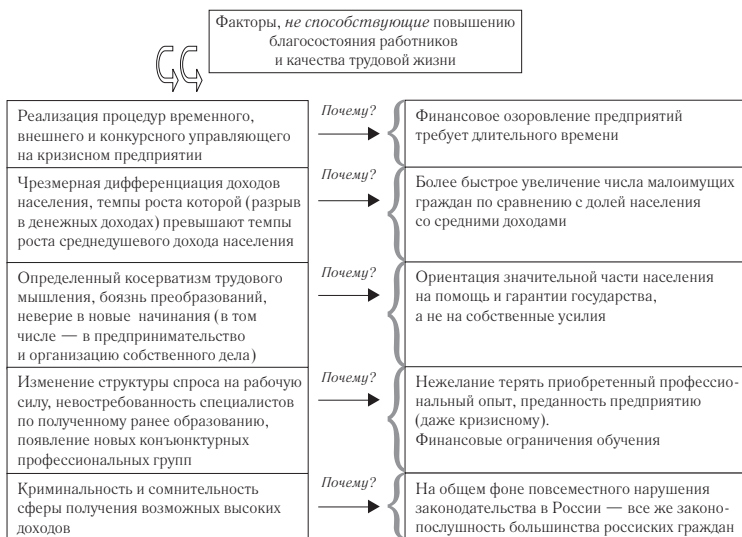 Факторы, не способствующие повышению
благосостояния работников
и качества трудовой жизни
Реализация процедур временного,
внешнего и конкурсного управляющего
на кризисном предприятии
Почему?
Финансовое озоровление предприятий
требует длительного времени
Чрезмерная дифференциация доходов
населения, темпы роста которой (разрыв
в денежных доходах) превышают темпы
роста среднедушевого дохода населения
Почему?
Более быстрое увеличение числа малоимущих
граждан по сравнению с долей населения
со средними доходами
Определенный косерватизм трудового
мышления, боязнь преобразований,
неверие в новые начинания (в том
числе — в предпринимательство
и организацию собственного дела)
Почему?
Ориентация значительной части населения
на помощь и гарантии государства,
а не на собственные усилия
Изменение структуры спроса на рабочую
силу, невостребованность специалистов
по полученному ранее образованию,
появление новых конъюнктурных
профессиональных групп
Почему?
Нежелание терять приобретенный профессио-
нальный опыт, преданность предприятию
(даже кризисному).
Финансовые ограничения обучения
Криминальность и сомнительность
сферы получения возможных высоких
доходов
Почему?
На общем фоне повсеместного нарушения
законодательства в России — все же законо-
послушность большинства россиских граждан